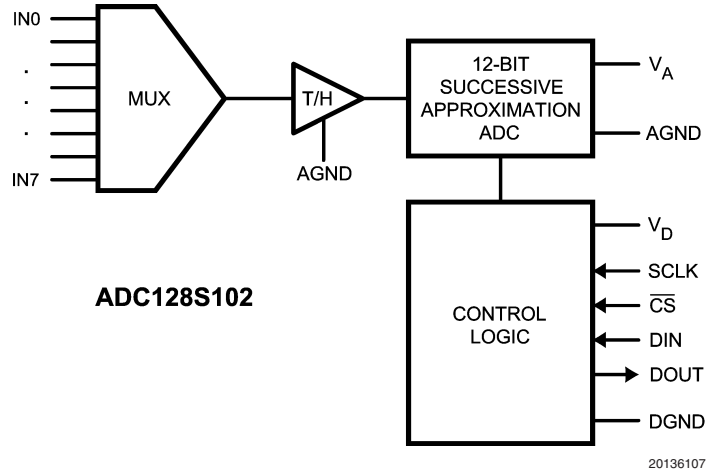 IN0
.
.
.
IN7
MUX
T/H
AGND
12-BIT
SUCCESSIVE
APPROXIMATION
ADC
VA
AGND
CONTROL
LOGIC
VD
SCLK
C̅S̅
DIN
DOUT
DGND
ADC128S102
20136107